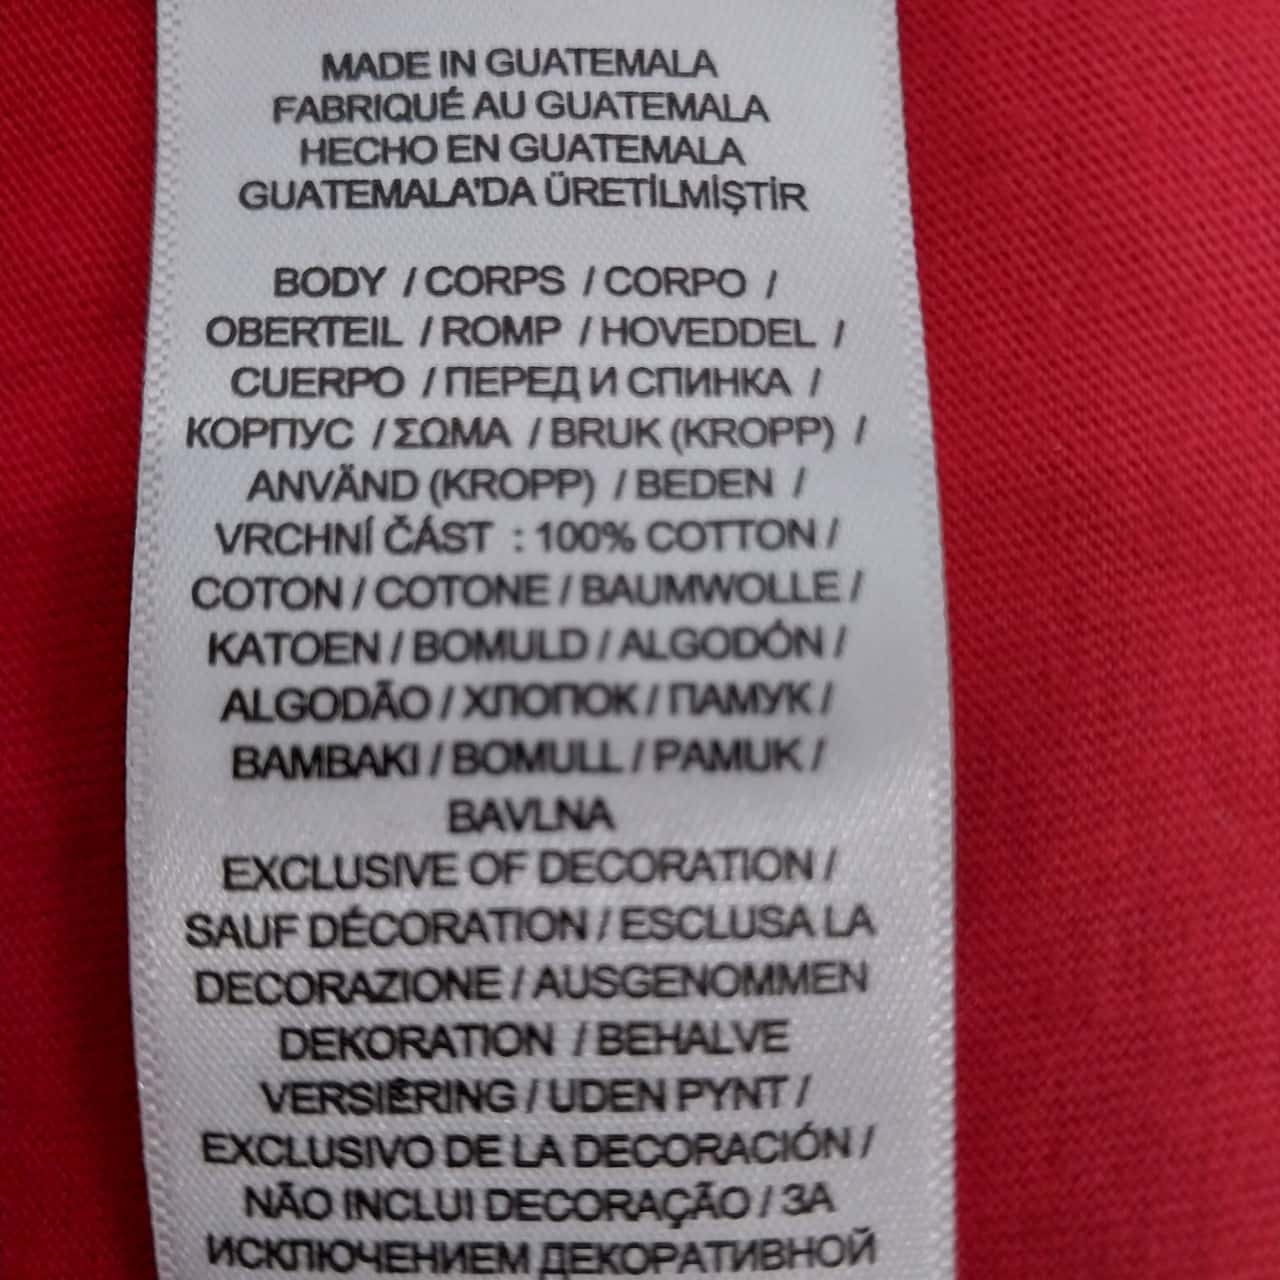 MADE IN GUATEMALA
FABRIQUÉ AU GUATEMALA
HECHO EN GUATEMALA
GUATEMALA'DA ÜRETİLMİŞTİR
BODY / CORPS / CORPO /
OBERTEIL / ROMP / HOVEDDEL /
CUERPO / ПЕРЕД И СПИНКА /
КОРПУС / ΣΩΜΑ / BRUK (KROPP) /
ANVÄND (KROPP) / BEDEN /
VRCHNÍ ČÁST : 100% COTTON /
COTON / COTONE / BAUMWOLLE /
KATOEN / BOMULD / ALGODÓN /
ALGODÃO / ХЛОПОК / ПАМУК /
BAMBAKI / BOMULL / PAMUK /
BAVLNA
EXCLUSIVE OF DECORATION /
SAUF DÉCORATION / ESCLUSA LA
DECORAZIONE / AUSGENOMMEN
DEKORATION / BEHALVE
VERSIËRING / UDEN PYNT /
EXCLUSIVO DE LA DECORACIÓN /
NÃO INCLUI DECORAÇÃO / ЗА
ИСКЛЮЧЕНИЕМ ДЕКОРАТИВНОЙ